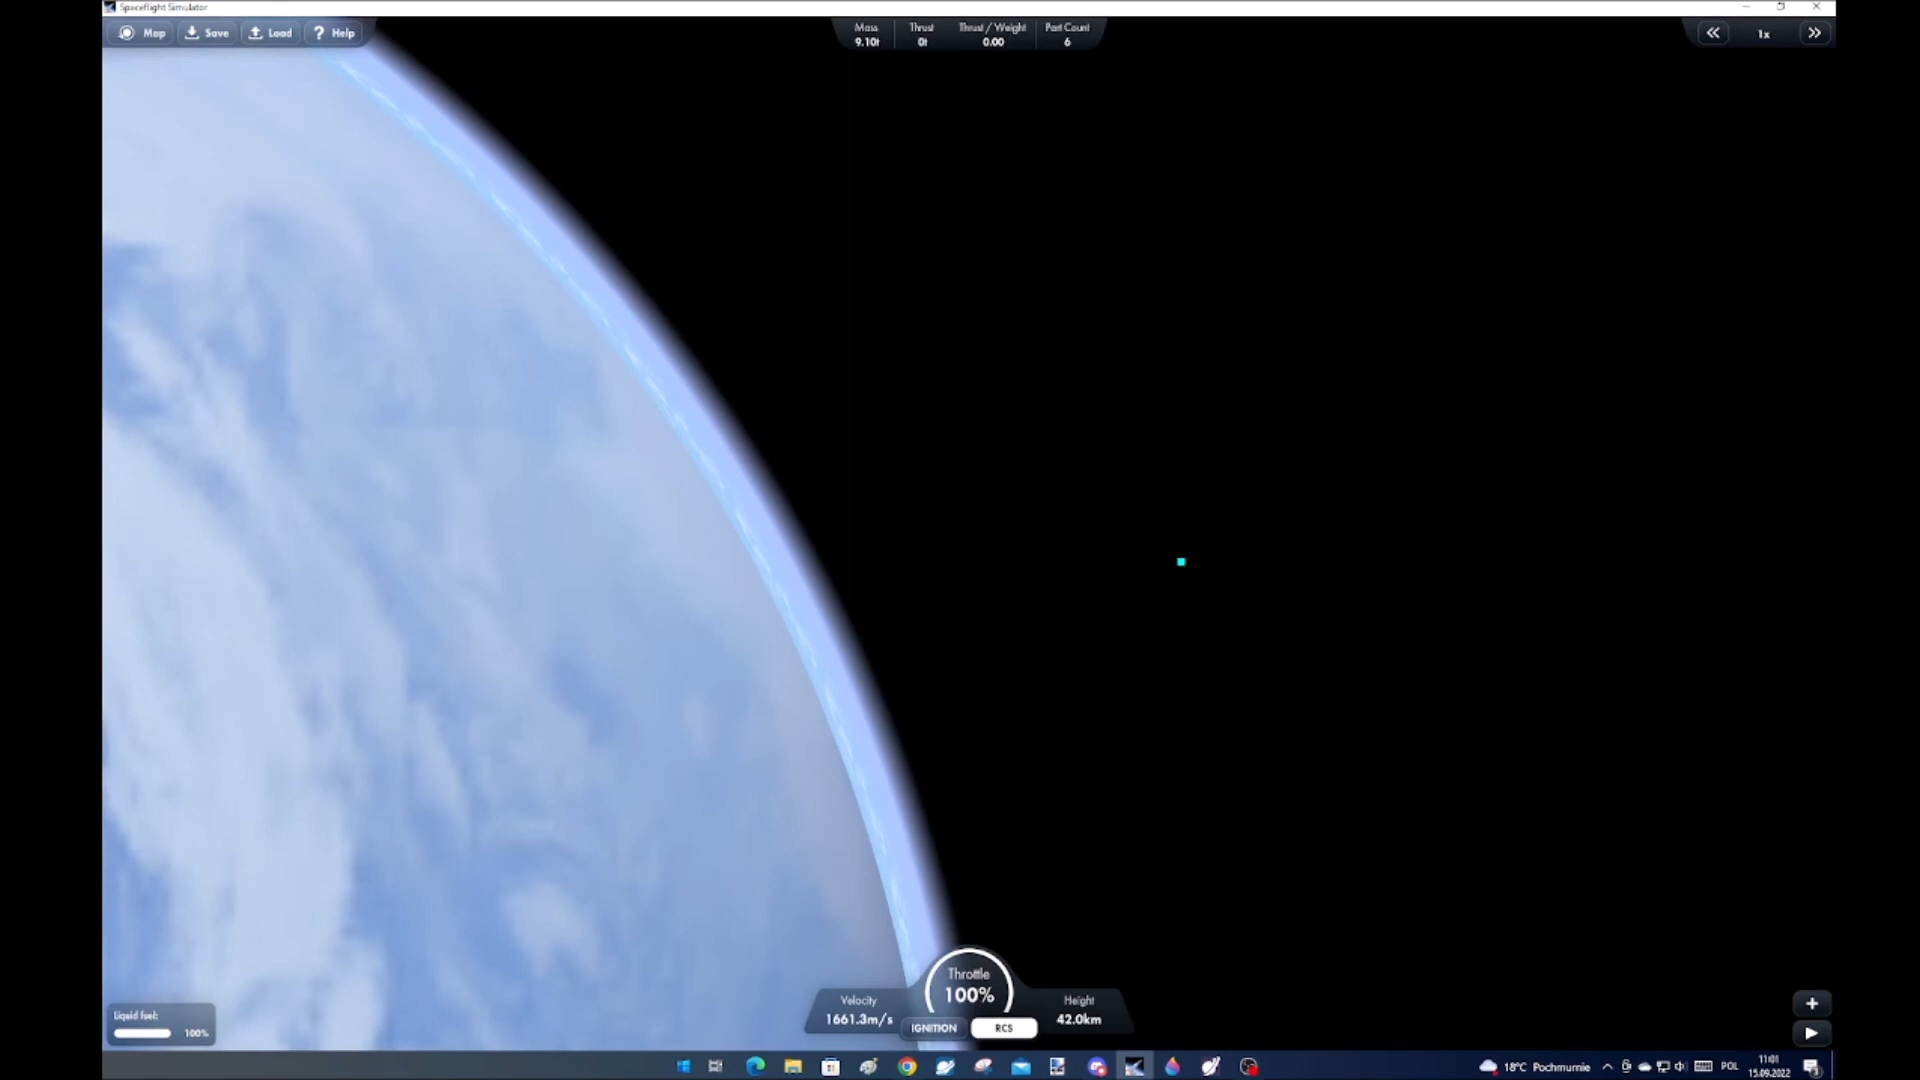 Spaceflight Simulator
Map Save Load Help
Mass Thrust Thrust / Weight Part Count
9.10t 0t 0.00 6
1x
Throttle
100%
Velocity Height
1661.3m/s 42.0km
IGNITION RCS
Liquid fuel:
100%
18°C Pochmurnie
POL
11:01
15.09.2022